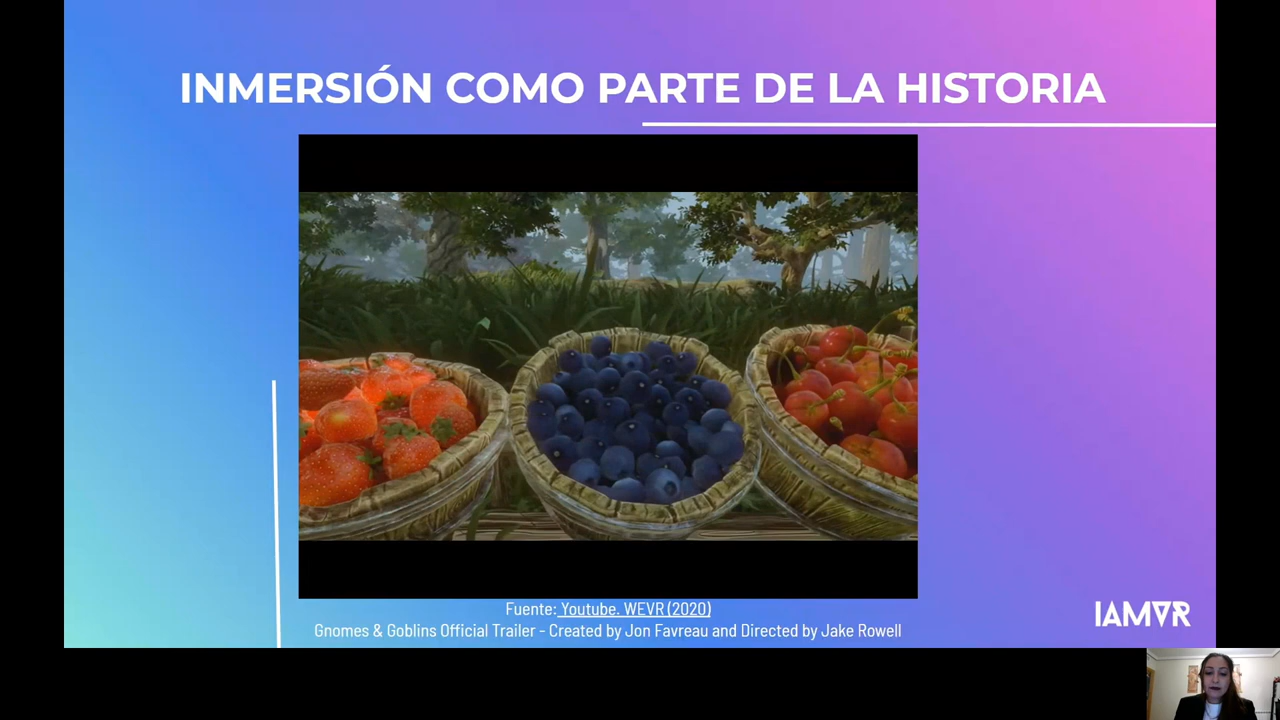 INMERSIÓN COMO PARTE DE LA HISTORIA
Fuente: Youtube. WEVR (2020)
Gnomes & Goblins Official Trailer - Created by Jon Favreau and Directed by Jake Rowell
IAMVR